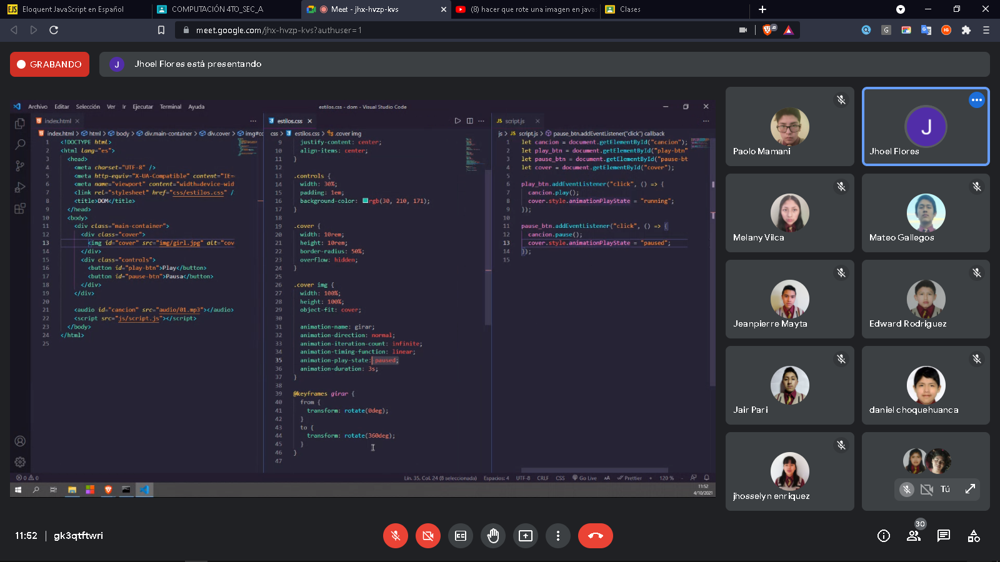 Eloquent JavaScript en Español
COMPUTACIÓN 4TO_SEC_A
Meet - jhx-hvzp-kvs
(8) hacer que rote una imagen en javas
Clases
meet.google.com/jhx-hvzp-kvs?authuser=1
GRABANDO
J
Jhoel Flores está presentando
Archivo Editar Selección Ver Ir Ejecutar Terminal Ayuda
estilos.css - dom - Visual Studio Code
index.html
index.html > html > body > div.main-container > div.cover > img#co
1 <!DOCTYPE html>
2 <html lang="es">
3 <head>
4 <meta charset="UTF-8" />
5 <meta http-equiv="X-UA-Compatible" content="IE=
6 <meta name="viewport" content="width=device-wid
7 <link rel="stylesheet" href="css/estilos.css" /
8 <title>DOM</title>
9 </head>
10 <body>
11 <div class="main-container">
12 <div class="cover">
13 <img id="cover" src="img/girl.jpg" alt="cov
14 </div>
15 <div class="controls">
16 <button id="play-btn">Play</button>
17 <button id="pause-btn">Pausa</button>
18 </div>
19 </div>
20
21 <audio id="cancion" src="audio/01.mp3"></audio>
22 <script src="js/script.js"></script>
23 </body>
24 </html>
25
estilos.css
css > estilos.css > .cover img
9 justify-content: center;
10 align-items: center;
11 }
12
13 .controls {
14 width: 30%;
15 padding: 1em;
16 background-color: rgb(30, 210, 171);
17 }
18
19 .cover {
20 width: 10rem;
21 height: 10rem;
22 border-radius: 50%;
23 overflow: hidden;
24 }
25
26 .cover img {
27 width: 100%;
28 height: 100%;
29 object-fit: cover;
30
31 animation-name: girar;
32 animation-direction: normal;
33 animation-iteration-count: infinite;
34 animation-timing-function: linear;
35 animation-play-state: paused;
36 animation-duration: 3s;
37 }
38
39 @keyframes girar {
40 from {
41 transform: rotate(0deg);
42 }
43 to {
44 transform: rotate(360deg);
45 }
46 }
47
JS script.js
js > JS script.js > pause_btn.addEventListener("click") callback
1 let cancion = document.getElementById("cancion");
2 let play_btn = document.getElementById("play-btn"
3 let pause_btn = document.getElementById("pause-bt
4 let cover = document.getElementById("cover");
5
6 play_btn.addEventListener("click", () => {
7 cancion.play();
8 cover.style.animationPlayState = "running";
9 });
10
11 pause_btn.addEventListener("click", () => {
12 cancion.pause();
13 cover.style.animationPlayState = "paused";
14 });
15
0 0
Lín. 35, Col. 24 (8 seleccionada) Espacios: 4 UTF-8 CRLF CSS Go Live Prettier 120 %
11:52
4/10/2021
Paolo Mamani
J
Jhoel Flores
Melany Vilca
Mateo Gallegos
Jeanpierre Mayta
Edward Rodriguez
Jair Pari
daniel choquehuanca
jhosselyn enriquez
Tú
11:52 | gk3qtftwri
30